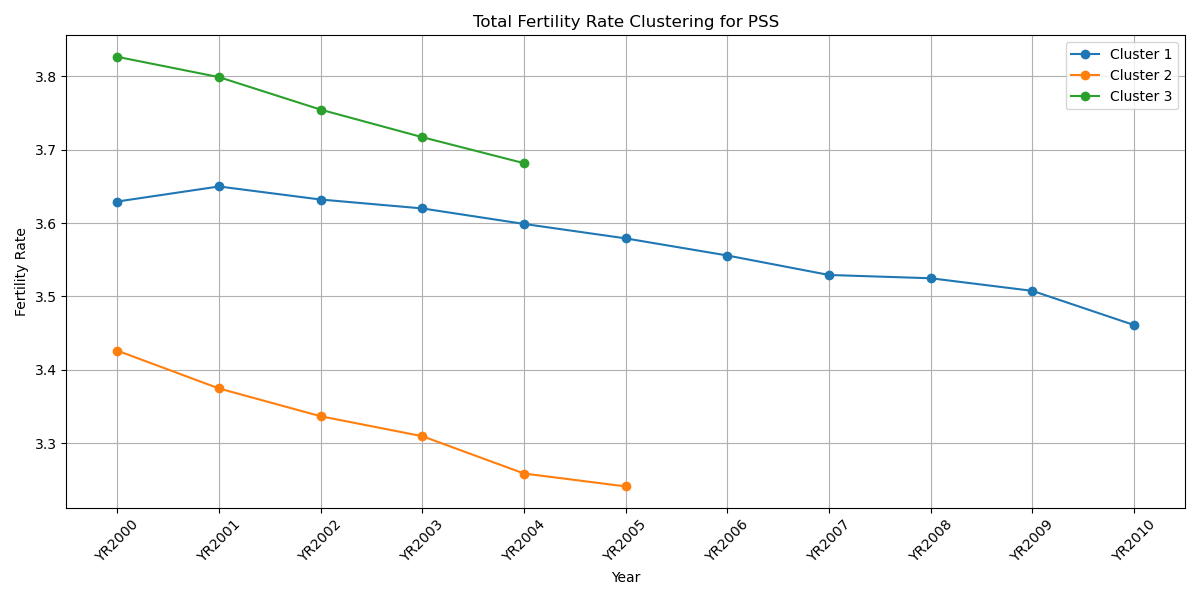 Total Fertility Rate Clustering for PSS
Cluster 1
Cluster 2
Cluster 3
Fertility Rate
3.8
3.7
3.6
3.5
3.4
3.3
YR2000
YR2001
YR2002
YR2003
YR2004
YR2005
YR2006
YR2007
YR2008
YR2009
YR2010
Year